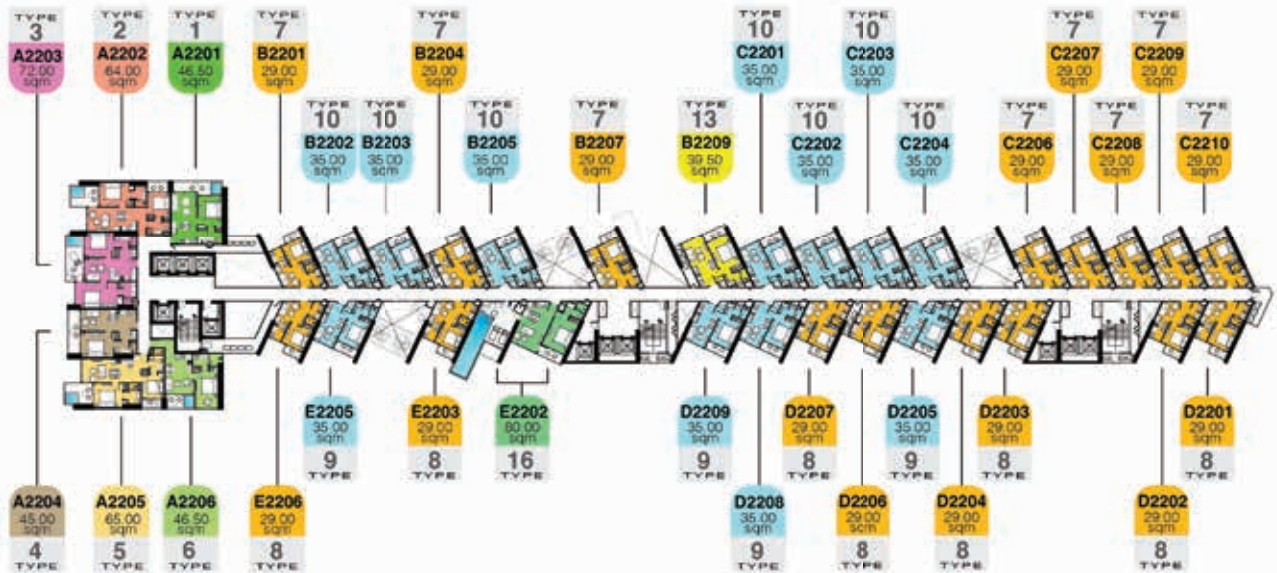 TYPE
3
A2203
72.00
sqm
TYPE
2
A2202
64.00
sqm
TYPE
1
A2201
46.50
sqm
TYPE
7
B2201
29.00
sqm
TYPE
7
B2204
29.00
sqm
TYPE
10
C2201
35.00
sqm
TYPE
10
C2203
35.00
sqm
TYPE
7
C2207
29.00
sqm
TYPE
7
C2209
29.00
sqm
TYPE
10
B2202
35.00
sqm
TYPE
10
B2203
35.00
sqm
TYPE
10
B2205
35.00
sqm
TYPE
7
B2207
29.00
sqm
TYPE
13
B2209
39.50
sqm
TYPE
10
C2202
35.00
sqm
TYPE
10
C2204
35.00
sqm
TYPE
7
C2206
29.00
sqm
TYPE
7
C2208
29.00
sqm
TYPE
7
C2210
29.00
sqm
E2205
35.00
sqm
9
TYPE
E2203
29.00
sqm
8
TYPE
E2202
80.00
sqm
16
TYPE
D2209
35.00
sqm
9
TYPE
D2207
29.00
sqm
8
TYPE
D2205
35.00
sqm
9
TYPE
D2203
29.00
sqm
8
TYPE
D2201
29.00
sqm
8
TYPE
A2204
45.00
sqm
4
TYPE
A2205
65.00
sqm
5
TYPE
A2206
46.50
sqm
6
TYPE
E2206
29.00
sqm
8
TYPE
D2208
35.00
sqm
9
TYPE
D2206
29.00
sqm
8
TYPE
D2204
29.00
sqm
8
TYPE
D2202
29.00
sqm
8
TYPE